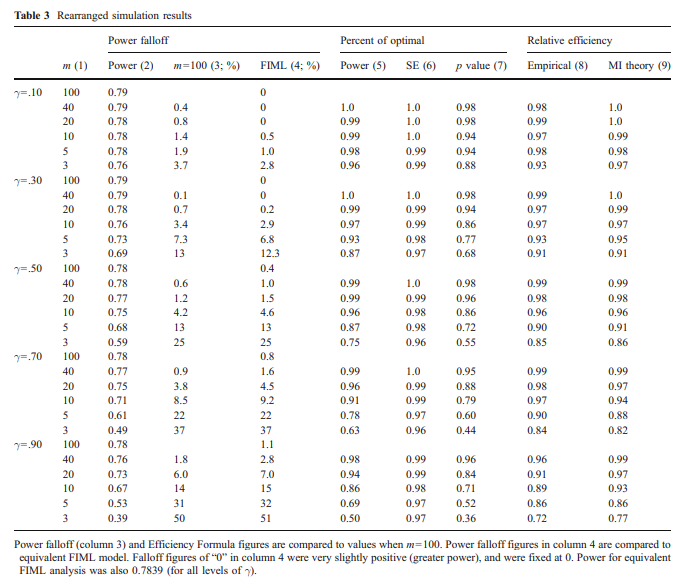 Table 3 Rearranged simulation results
Power falloff Percent of optimal Relative efficiency
m (1) Power (2) m=100 (3; %) FIML (4; %) Power (5) SE (6) p value (7) Empirical (8) MI theory (9)
γ=.10 100 0.79 0
40 0.79 0.4 0 1.0 1.0 0.98 0.98 1.0
20 0.78 0.8 0 0.99 1.0 0.98 0.99 1.0
10 0.78 1.4 0.5 0.99 1.0 0.94 0.97 0.99
5 0.78 1.9 1.0 0.98 0.99 0.94 0.98 0.98
3 0.76 3.7 2.8 0.96 0.99 0.88 0.93 0.97
γ=.30 100 0.79 0
40 0.79 0.1 0 1.0 1.0 0.98 0.99 1.0
20 0.78 0.7 0.2 0.99 0.99 0.94 0.97 0.99
10 0.76 3.4 2.9 0.97 0.99 0.86 0.97 0.97
5 0.73 7.3 6.8 0.93 0.98 0.77 0.93 0.95
3 0.69 13 12.3 0.87 0.97 0.68 0.91 0.91
γ=.50 100 0.78 0.4
40 0.78 0.6 1.0 0.99 1.0 0.98 0.99 0.99
20 0.77 1.2 1.5 0.99 0.99 0.96 0.98 0.98
10 0.75 4.2 4.6 0.96 0.98 0.86 0.96 0.96
5 0.68 13 13 0.87 0.98 0.72 0.90 0.91
3 0.59 25 25 0.75 0.96 0.55 0.85 0.86
γ=.70 100 0.78 0.8
40 0.77 0.9 1.6 0.99 1.0 0.95 0.99 0.99
20 0.75 3.8 4.5 0.96 0.99 0.88 0.98 0.97
10 0.71 8.5 9.2 0.91 0.99 0.79 0.97 0.94
5 0.61 22 22 0.78 0.97 0.60 0.90 0.88
3 0.49 37 37 0.63 0.96 0.44 0.84 0.82
γ=.90 100 0.78 1.1
40 0.76 1.8 2.8 0.98 0.99 0.96 0.96 0.99
20 0.73 6.0 7.0 0.94 0.99 0.84 0.91 0.97
10 0.67 14 15 0.86 0.98 0.71 0.89 0.93
5 0.53 31 32 0.69 0.97 0.52 0.86 0.86
3 0.39 50 51 0.50 0.97 0.36 0.72 0.77
Power falloff (column 3) and Efficiency Formula figures are compared to values when m=100. Power falloff figures in column 4 are compared to
equivalent FIML model. Falloff figures of “0” in column 4 were very slightly positive (greater power), and were fixed at 0. Power for equivalent
FIML analysis was also 0.7839 (for all levels of γ).